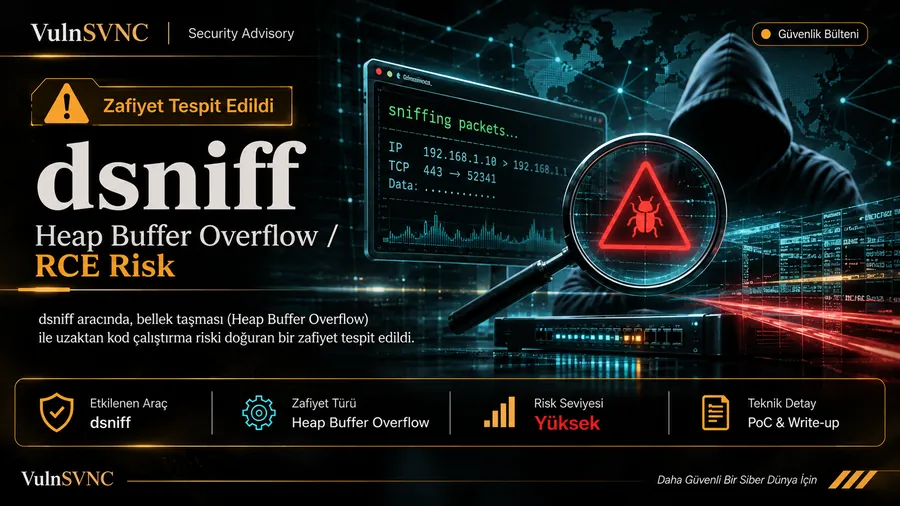 VulnSVNC
Security Advisory
Güvenlik Bülteni
Zafiyet Tespit Edildi
dsniff
Heap Buffer Overflow /
RCE Risk
dsniff aracında, bellek taşması (Heap Buffer Overflow)
ile uzaktan kod çalıştırma riski doğuran bir zafiyet tespit edildi.
sniffing packets...
IP 192.168.1.10 > 192.168.1.1
TCP 443 → 52341
Data: ............
Etkilenen Araç
dsniff
Zafiyet Türü
Heap Buffer Overflow
Risk Seviyesi
Yüksek
Teknik Detay
PoC & Write-up
VulnSVNC
Daha Güvenli Bir Siber Dünya İçin